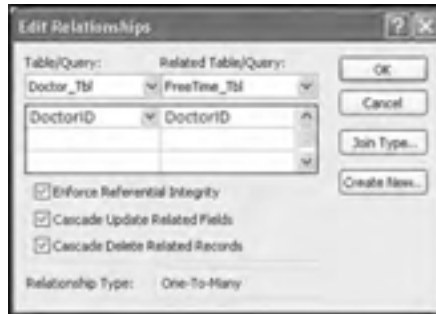 Edit Relationships
Table/Query: Related Table/Query:
Doctor_Tbl FreeTime_Tbl
DoctorID DoctorID
Enforce Referential Integrity
Cascade Update Related Fields
Cascade Delete Related Records
Relationship Type: One-To-Many
OK
Cancel
Join Type...
Create New...